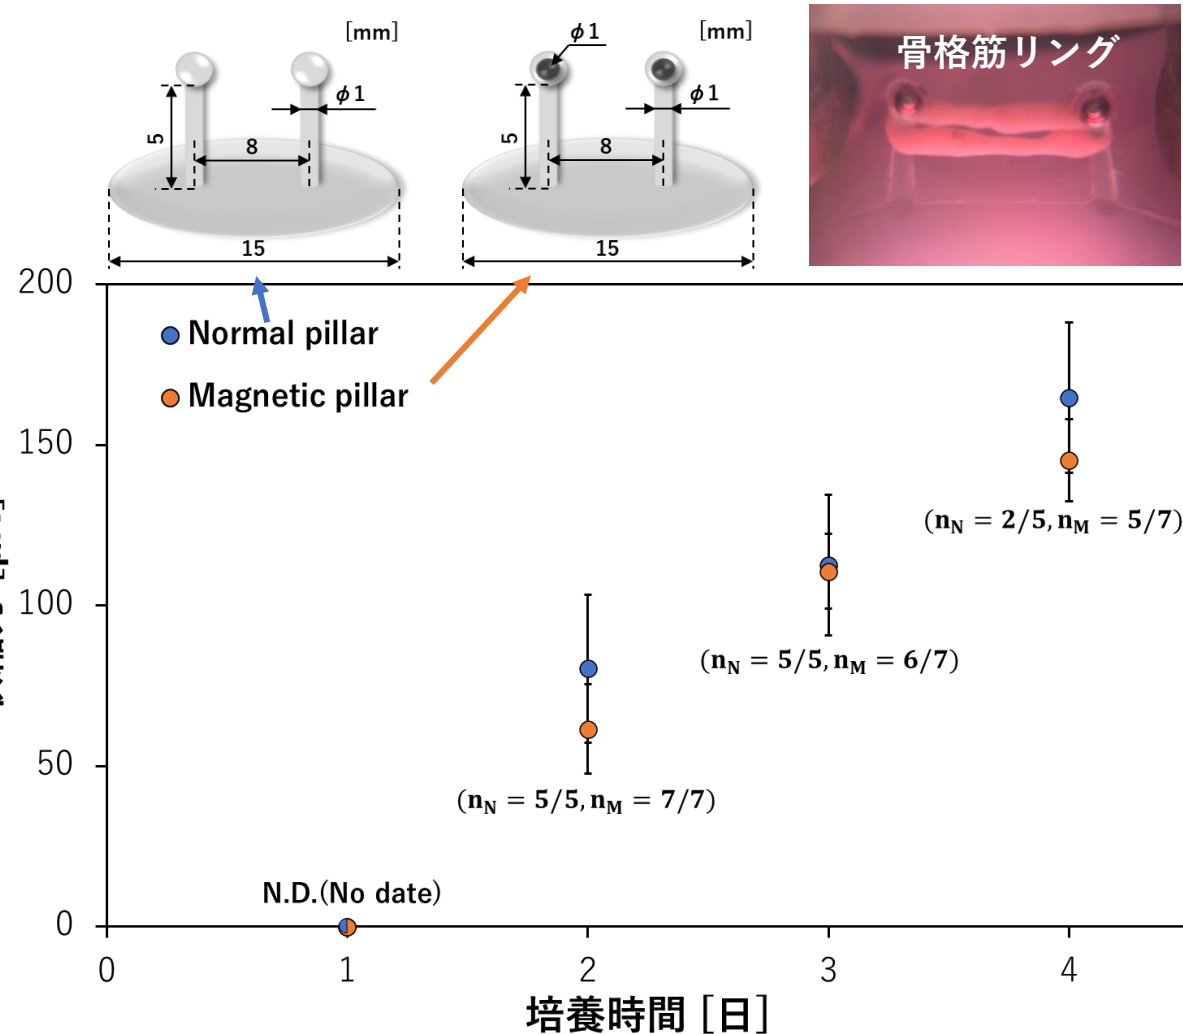 [mm]
5
8
φ1
15
[mm]
φ1
5
8
φ1
15
骨格筋リング
200
150
100
50
0
Normal pillar
Magnetic pillar
(n_N = 2/5, n_M = 5/7)
(n_N = 5/5, n_M = 6/7)
(n_N = 5/5, n_M = 7/7)
N.D.(No date)
0 1 2 3 4
培養時間 [日]